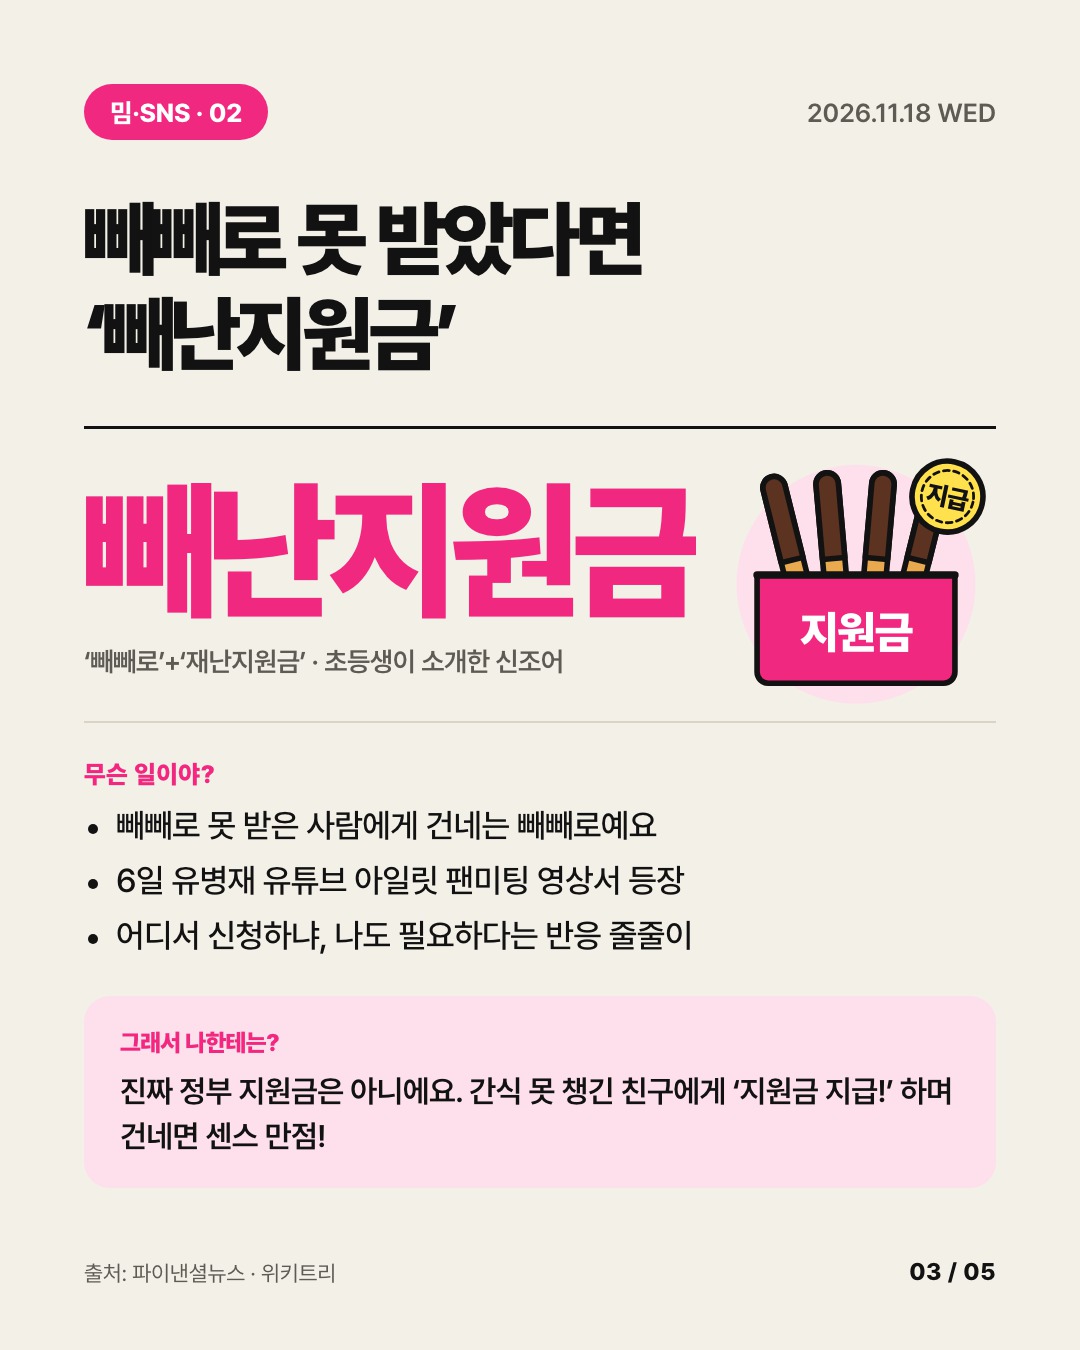 밈·SNS · 02
2026.11.18 WED
빼빼로 못 받았다면
‘빼난지원금’
빼난지원금
지급
지원금
‘빼빼로’+‘재난지원금’ · 초등생이 소개한 신조어
무슨 일이야?
• 빼빼로 못 받은 사람에게 건네는 빼빼로예요
• 6일 유병재 유튜브 아일릿 팬미팅 영상서 등장
• 어디서 신청하냐, 나도 필요하다는 반응 줄줄이
그래서 나한테는?
진짜 정부 지원금은 아니에요. 간식 못 챙긴 친구에게 ‘지원금 지급!’ 하며
건네면 센스 만점!
출처: 파이낸셜뉴스 · 위키트리
03 / 05